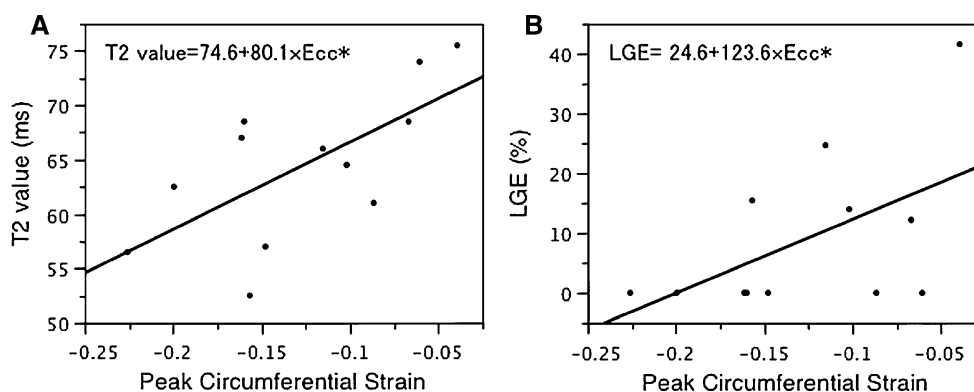 A
T2 value=74.6+80.1×Ecc*
T2 value (ms)
75
70
65
60
55
50
-0.25 -0.2 -0.15 -0.1 -0.05
Peak Circumferential Strain
B
LGE= 24.6+123.6×Ecc*
LGE (%)
40
30
20
10
0
-0.25 -0.2 -0.15 -0.1 -0.05
Peak Circumferential Strain